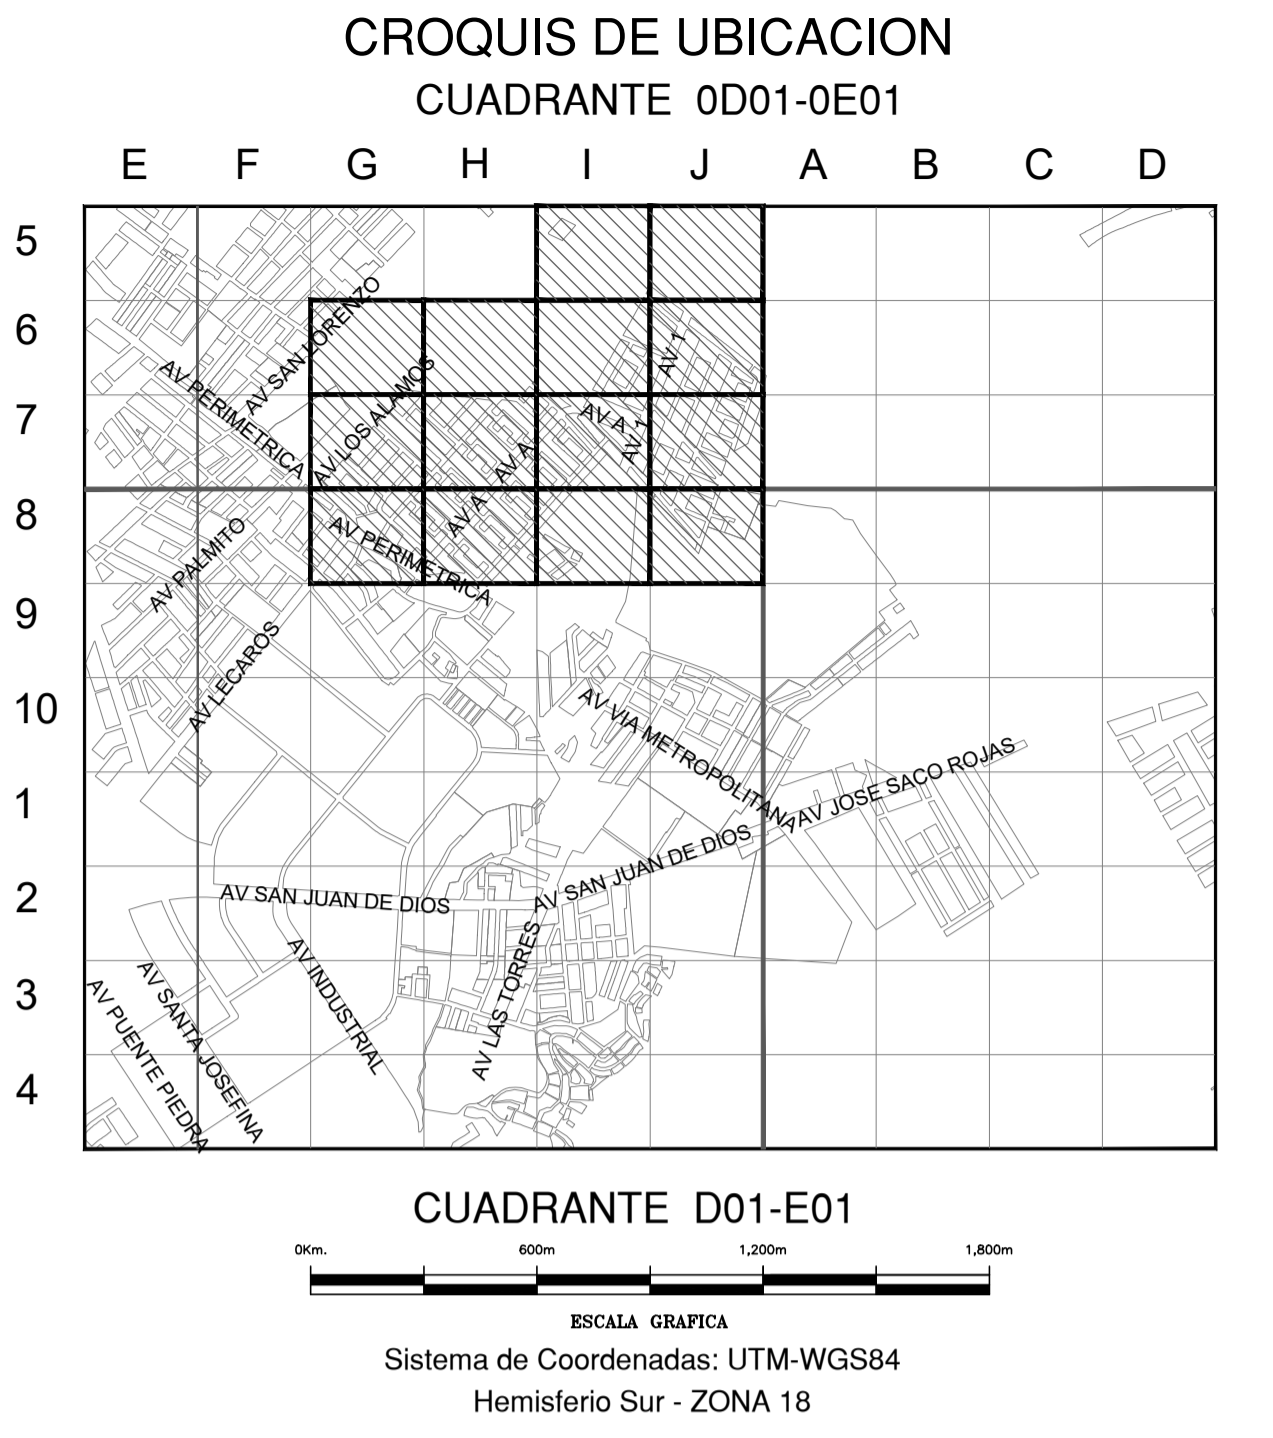 CROQUIS DE UBICACION
CUADRANTE 0D01-0E01
E F G H I J A B C D
5
6
7
8
9
10
1
2
3
4
AV SAN LORENZO
AV PERIMETRICA
AV LOS ALAMOS
AV 1
AV A
AV 1
AV A
AV A
AV PERIMETRICA
AV PALMITO
AV LECAROS
AV VIA METROPOLITANA
AV JOSE SACO ROJAS
AV SAN JUAN DE DIOS
AV SAN JUAN DE DIOS
AV LAS TORRES
AV INDUSTRIAL
AV SANTA JOSEFINA
AV PUENTE PIEDRA
CUADRANTE D01-E01
0Km. 600m 1,200m 1,800m
ESCALA GRAFICA
Sistema de Coordenadas: UTM-WGS84
Hemisferio Sur - ZONA 18